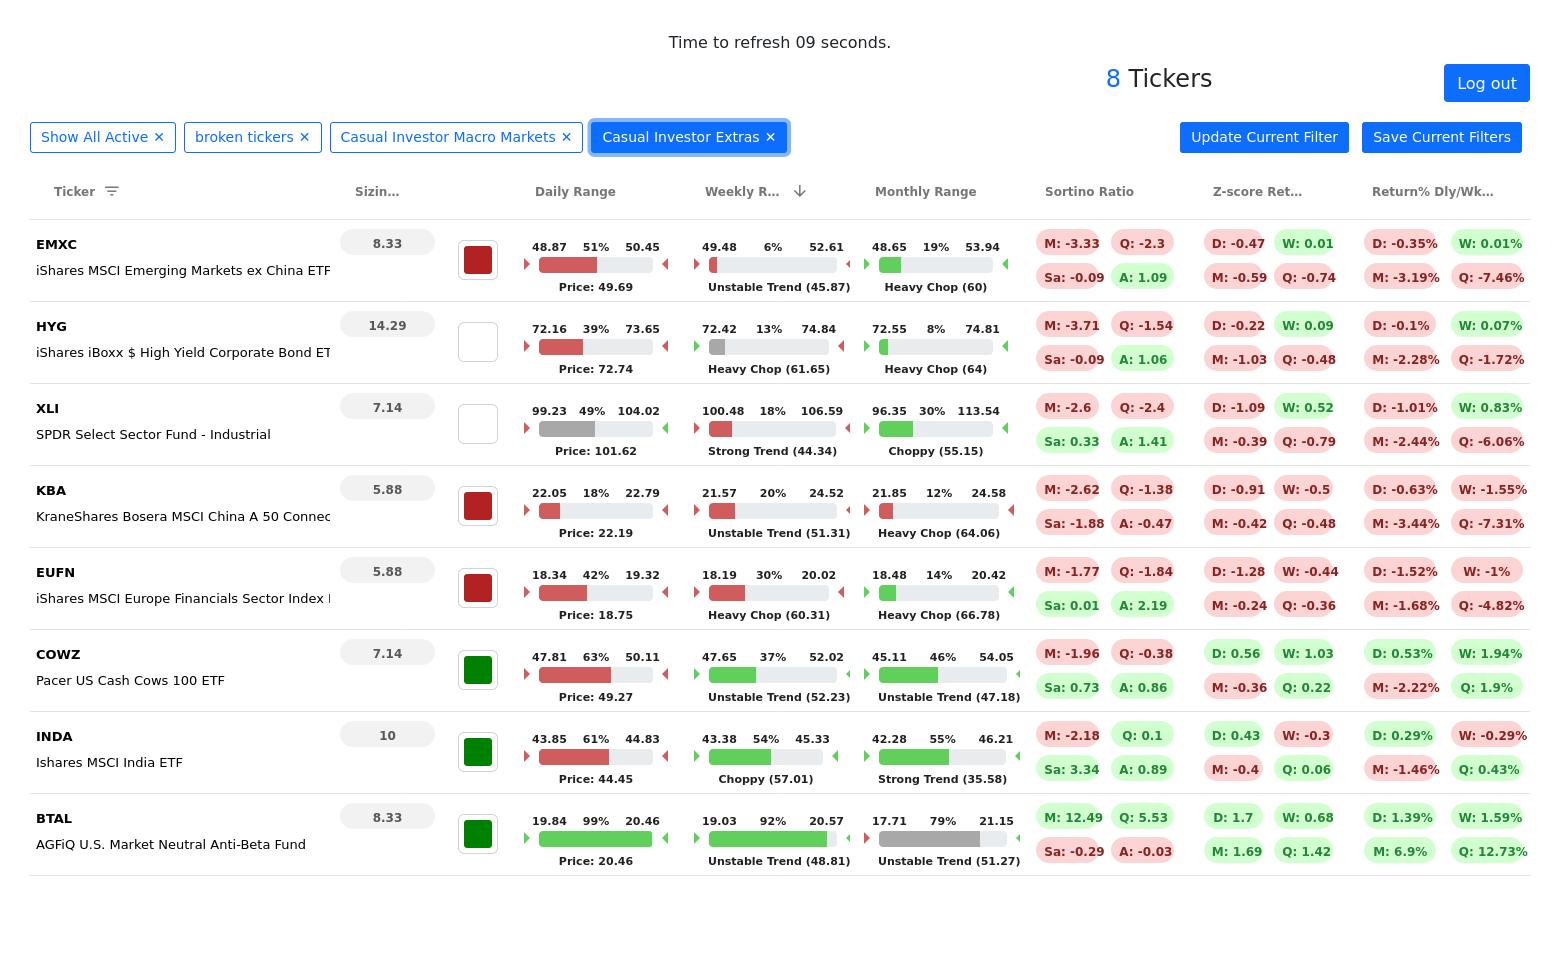 Time to refresh 09 seconds.
8 Tickers
Log out
Show All Active ✕ broken tickers ✕ Casual Investor Macro Markets ✕ Casual Investor Extras ✕ Update Current Filter Save Current Filters
Ticker Sizin… Daily Range Weekly R… Monthly Range Sortino Ratio Z-score Ret… Return% Dly/Wk…
EMXC 8.33 48.87 51% 50.45 49.48 6% 52.61 48.65 19% 53.94 M: -3.33 Q: -2.3 D: -0.47 W: 0.01 D: -0.35% W: 0.01%
iShares MSCI Emerging Markets ex China ETF Price: 49.69 Unstable Trend (45.87) Heavy Chop (60) Sa: -0.09 A: 1.09 M: -0.59 Q: -0.74 M: -3.19% Q: -7.46%
HYG 14.29 72.16 39% 73.65 72.42 13% 74.84 72.55 8% 74.81 M: -3.71 Q: -1.54 D: -0.22 W: 0.09 D: -0.1% W: 0.07%
iShares iBoxx $ High Yield Corporate Bond ET Price: 72.74 Heavy Chop (61.65) Heavy Chop (64) Sa: -0.09 A: 1.06 M: -1.03 Q: -0.48 M: -2.28% Q: -1.72%
XLI 7.14 99.23 49% 104.02 100.48 18% 106.59 96.35 30% 113.54 M: -2.6 Q: -2.4 D: -1.09 W: 0.52 D: -1.01% W: 0.83%
SPDR Select Sector Fund - Industrial Price: 101.62 Strong Trend (44.34) Choppy (55.15) Sa: 0.33 A: 1.41 M: -0.39 Q: -0.79 M: -2.44% Q: -6.06%
KBA 5.88 22.05 18% 22.79 21.57 20% 24.52 21.85 12% 24.58 M: -2.62 Q: -1.38 D: -0.91 W: -0.5 D: -0.63% W: -1.55%
KraneShares Bosera MSCI China A 50 Connec Price: 22.19 Unstable Trend (51.31) Heavy Chop (64.06) Sa: -1.88 A: -0.47 M: -0.42 Q: -0.48 M: -3.44% Q: -7.31%
EUFN 5.88 18.34 42% 19.32 18.19 30% 20.02 18.48 14% 20.42 M: -1.77 Q: -1.84 D: -1.28 W: -0.44 D: -1.52% W: -1%
iShares MSCI Europe Financials Sector Index Price: 18.75 Heavy Chop (60.31) Heavy Chop (66.78) Sa: 0.01 A: 2.19 M: -0.24 Q: -0.36 M: -1.68% Q: -4.82%
COWZ 7.14 47.81 63% 50.11 47.65 37% 52.02 45.11 46% 54.05 M: -1.96 Q: -0.38 D: 0.56 W: 1.03 D: 0.53% W: 1.94%
Pacer US Cash Cows 100 ETF Price: 49.27 Unstable Trend (52.23) Unstable Trend (47.18) Sa: 0.73 A: 0.86 M: -0.36 Q: 0.22 M: -2.22% Q: 1.9%
INDA 10 43.85 61% 44.83 43.38 54% 45.33 42.28 55% 46.21 M: -2.18 Q: 0.1 D: 0.43 W: -0.3 D: 0.29% W: -0.29%
Ishares MSCI India ETF Price: 44.45 Choppy (57.01) Strong Trend (35.58) Sa: 3.34 A: 0.89 M: -0.4 Q: 0.06 M: -1.46% Q: 0.43%
BTAL 8.33 19.84 99% 20.46 19.03 92% 20.57 17.71 79% 21.15 M: 12.49 Q: 5.53 D: 1.7 W: 0.68 D: 1.39% W: 1.59%
AGFiQ U.S. Market Neutral Anti-Beta Fund Price: 20.46 Unstable Trend (48.81) Unstable Trend (51.27) Sa: -0.29 A: -0.03 M: 1.69 Q: 1.42 M: 6.9% Q: 12.73%